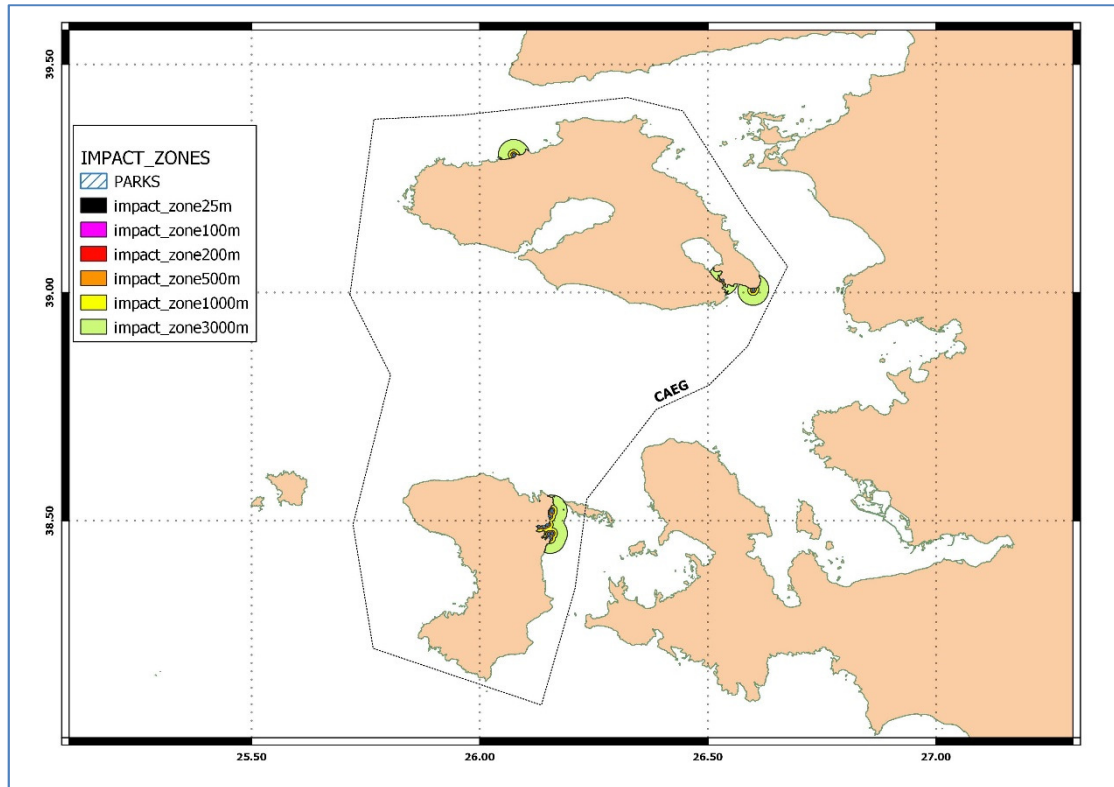 39.50
39.00
38.50
IMPACT_ZONES
PARKS
impact_zone25m
impact_zone100m
impact_zone200m
impact_zone500m
impact_zone1000m
impact_zone3000m
CAEG
25.50
26.00
26.50
27.00